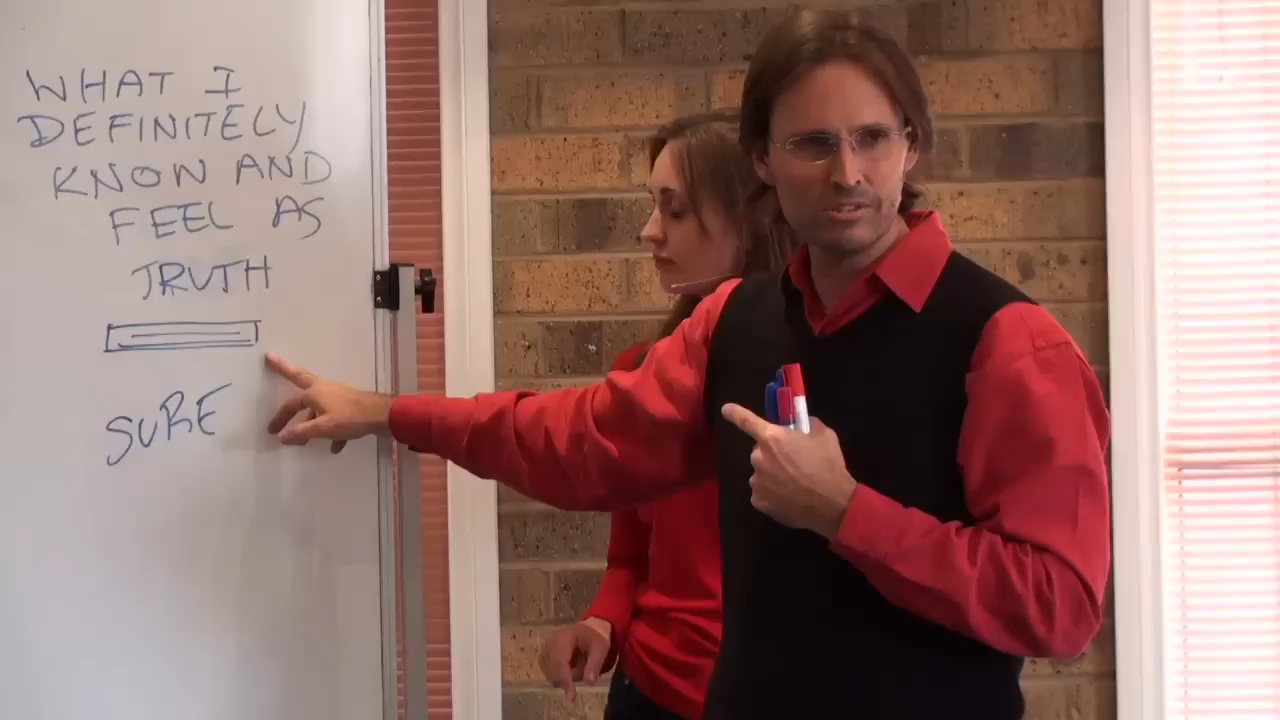 WHAT I
DEFINITELY
KNOW AND
FEEL AS
TRUTH
SURE